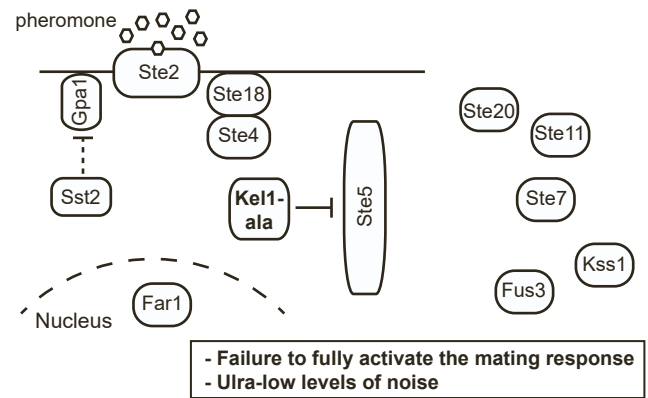 pheromone
Ste2
Gpa1
Ste18
Ste4
Ste20
Ste11
Sst2
Kel1-
ala
Ste5
Ste7
Kss1
Fus3
Far1
Nucleus
- Failure to fully activate the mating response
- Ulra-low levels of noise